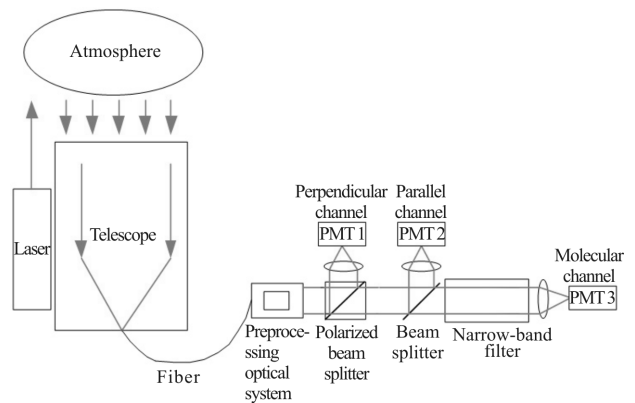 Atmosphere
Laser
Telescope
Fiber
Perpendicular
channel
PMT 1
Parallel
channel
PMT 2
Molecular
channel
PMT 3
Preproce-
ssing
optical
system
Polarized
beam
splitter
Beam
splitter
Narrow-band
filter